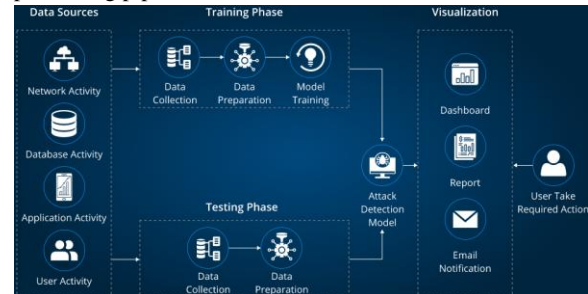 Data Sources
Training Phase
Visualization
Network Activity
Database Activity
Application Activity
User Activity
Data
Collection
Data
Preparation
Model
Training
Testing Phase
Data
Collection
Data
Preparation
Attack
Detection
Model
Dashboard
Report
Email
Notification
User Take
Required Action